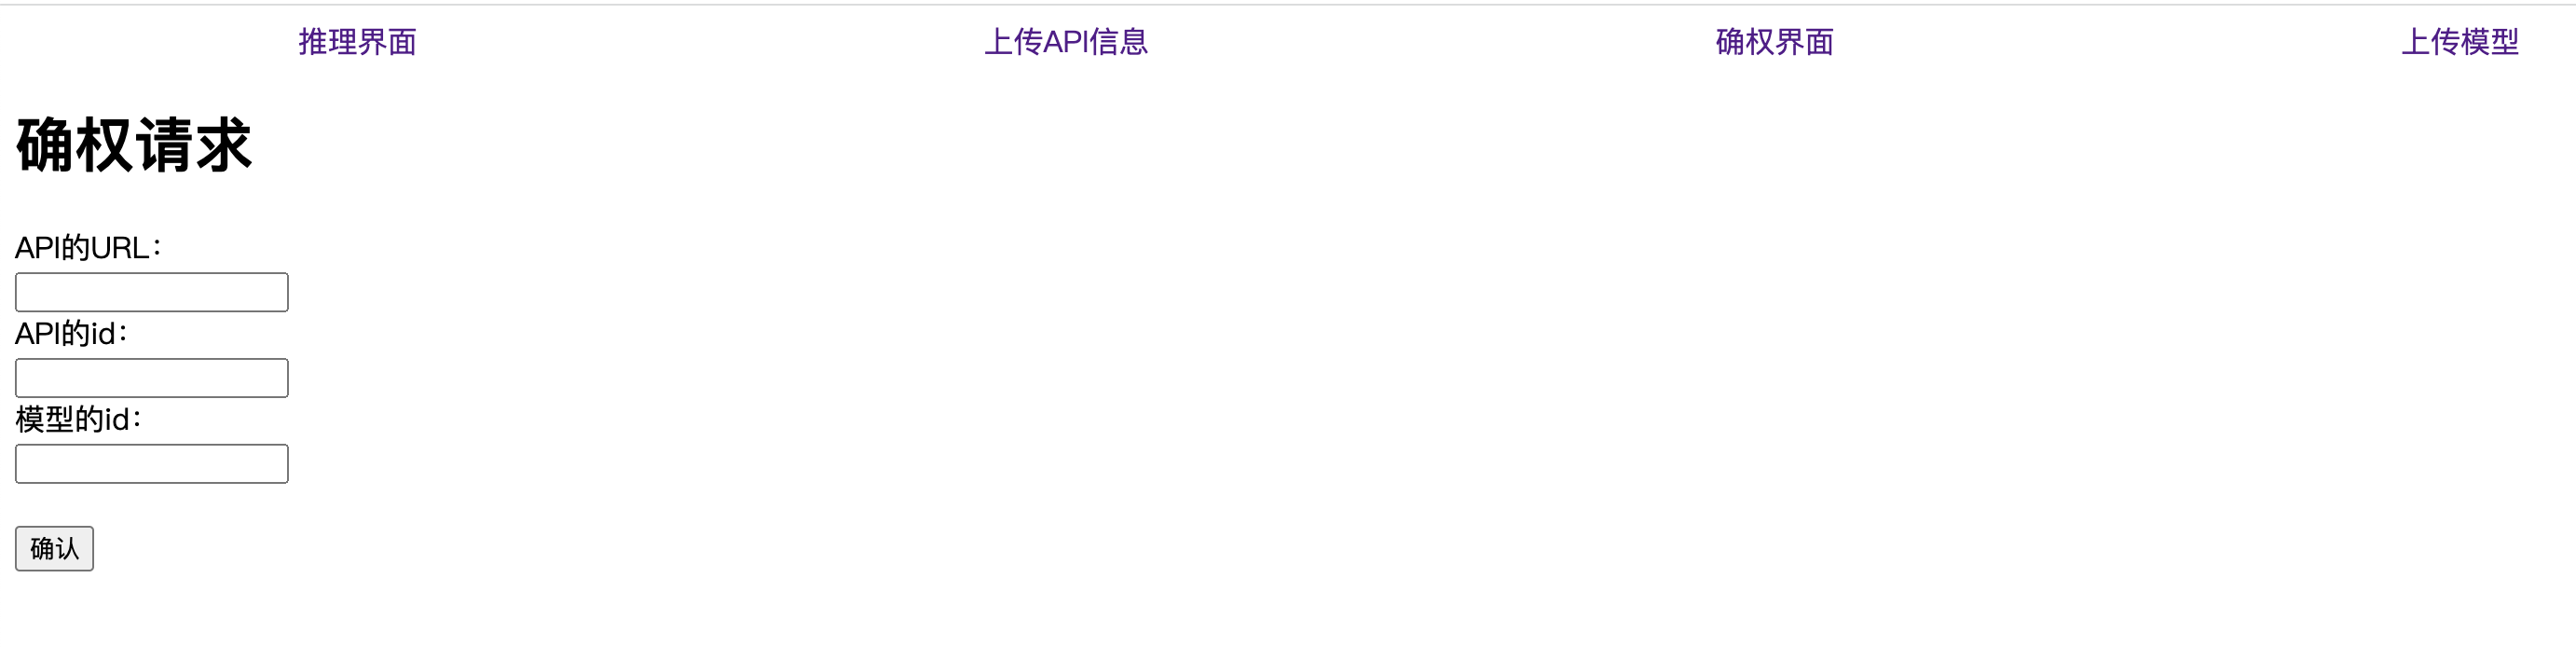 推理界面 上传API信息 确权界面 上传模型
确权请求
API的URL：
API的id：
模型的id：
确认